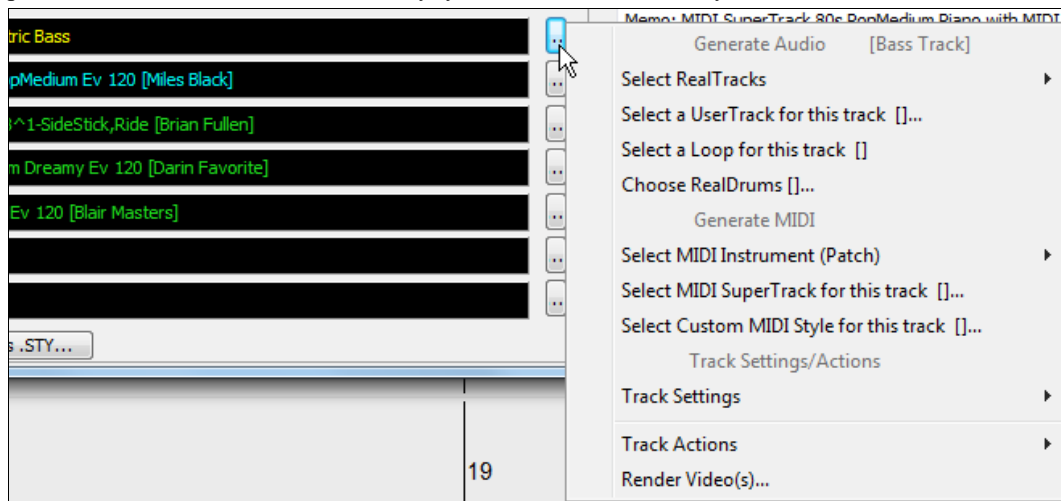 Memo: MIDI SuperTrack 80s PopMedium Piano with MIDI
tric Bass
..
Generate Audio [Bass Track]
pMedium Ev 120 [Miles Black]
..
Select RealTracks
Select a UserTrack for this track []...
3^1-SideStick,Ride [Brian Fullen]
..
Select a Loop for this track []
m Dreamy Ev 120 [Darin Favorite]
..
Choose RealDrums []...
Ev 120 [Blair Masters]
..
Generate MIDI
..
Select MIDI Instrument (Patch)
..
Select MIDI SuperTrack for this track []...
Select Custom MIDI Style for this track []...
s .STY...
Track Settings/Actions
Track Settings
Track Actions
19
Render Video(s)...